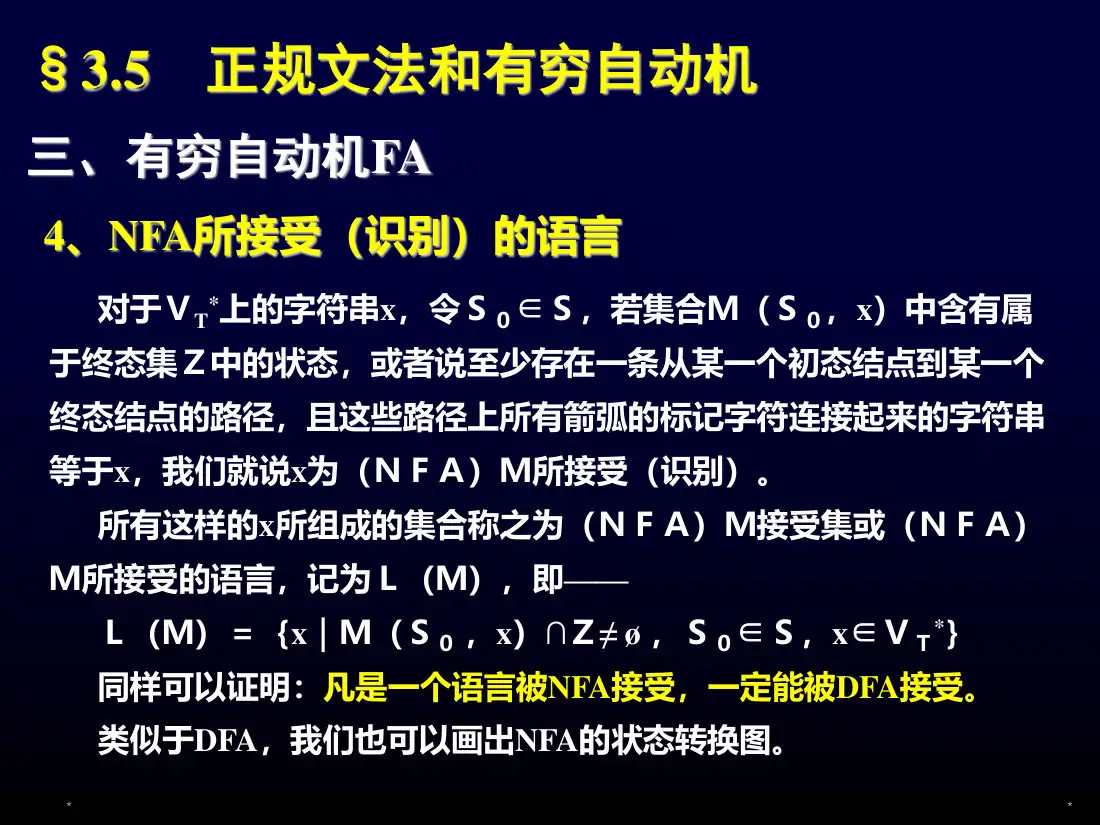 §3.5 正规文法和有穷自动机
三、有穷自动机FA
4、NFA所接受（识别）的语言
对于ＶT*上的字符串x，令Ｓ0∈Ｓ，若集合M（Ｓ0，x）中含有属
于终态集Ｚ中的状态，或者说至少存在一条从某一个初态结点到某一个
终态结点的路径，且这些路径上所有箭弧的标记字符连接起来的字符串
等于x，我们就说x为（ＮＦＡ）M所接受（识别）。
所有这样的x所组成的集合称之为（ＮＦＡ）M接受集或（ＮＦＡ）
M所接受的语言，记为Ｌ（M），即——
Ｌ（M）＝｛x｜M（Ｓ0，x）∩Z≠ø，Ｓ0∈Ｓ，x∈ＶT*｝
同样可以证明：凡是一个语言被NFA接受，一定能被DFA接受。
类似于DFA，我们也可以画出NFA的状态转换图。
* *